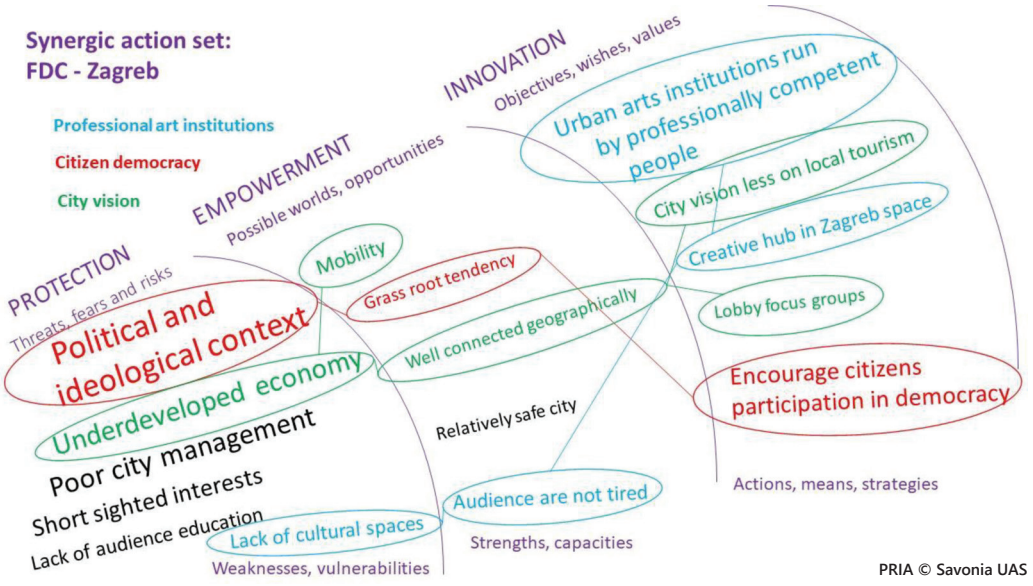 Synergic action set:
FDC - Zagreb
Professional art institutions
Citizen democracy
City vision
PROTECTION
Threats, fears and risks
Political and
ideological context
Underdeveloped economy
Poor city management
Short sighted interests
Lack of audience education
Lack of cultural spaces
Weaknesses, vulnerabilities
EMPOWERMENT
Possible worlds, opportunities
Mobility
Grass root tendency
Well connected geographically
Relatively safe city
Audience are not tired
Strengths, capacities
INNOVATION
Objectives, wishes, values
Urban arts institutions run
by professionally competent
people
City vision less on local tourism
Creative hub in Zagreb space
Lobby focus groups
Encourage citizens
participation in democracy
Actions, means, strategies
PRIA © Savonia UAS